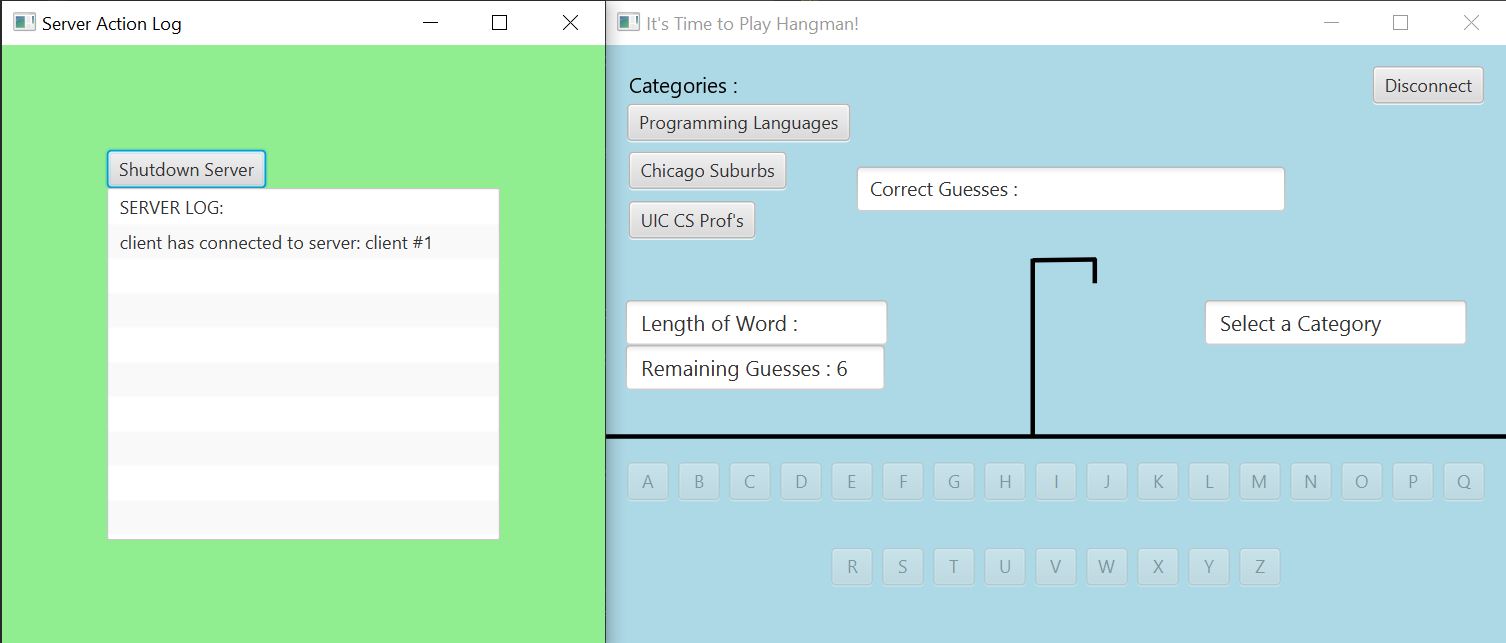 Server Action Log
Shutdown Server
SERVER LOG:
client has connected to server: client #1
It's Time to Play Hangman!
Categories :
Disconnect
Programming Languages
Chicago Suburbs
UIC CS Prof's
Correct Guesses :
Length of Word :
Remaining Guesses : 6
Select a Category
A B C D E F G H I J K L M N O P Q
R S T U V W X Y Z